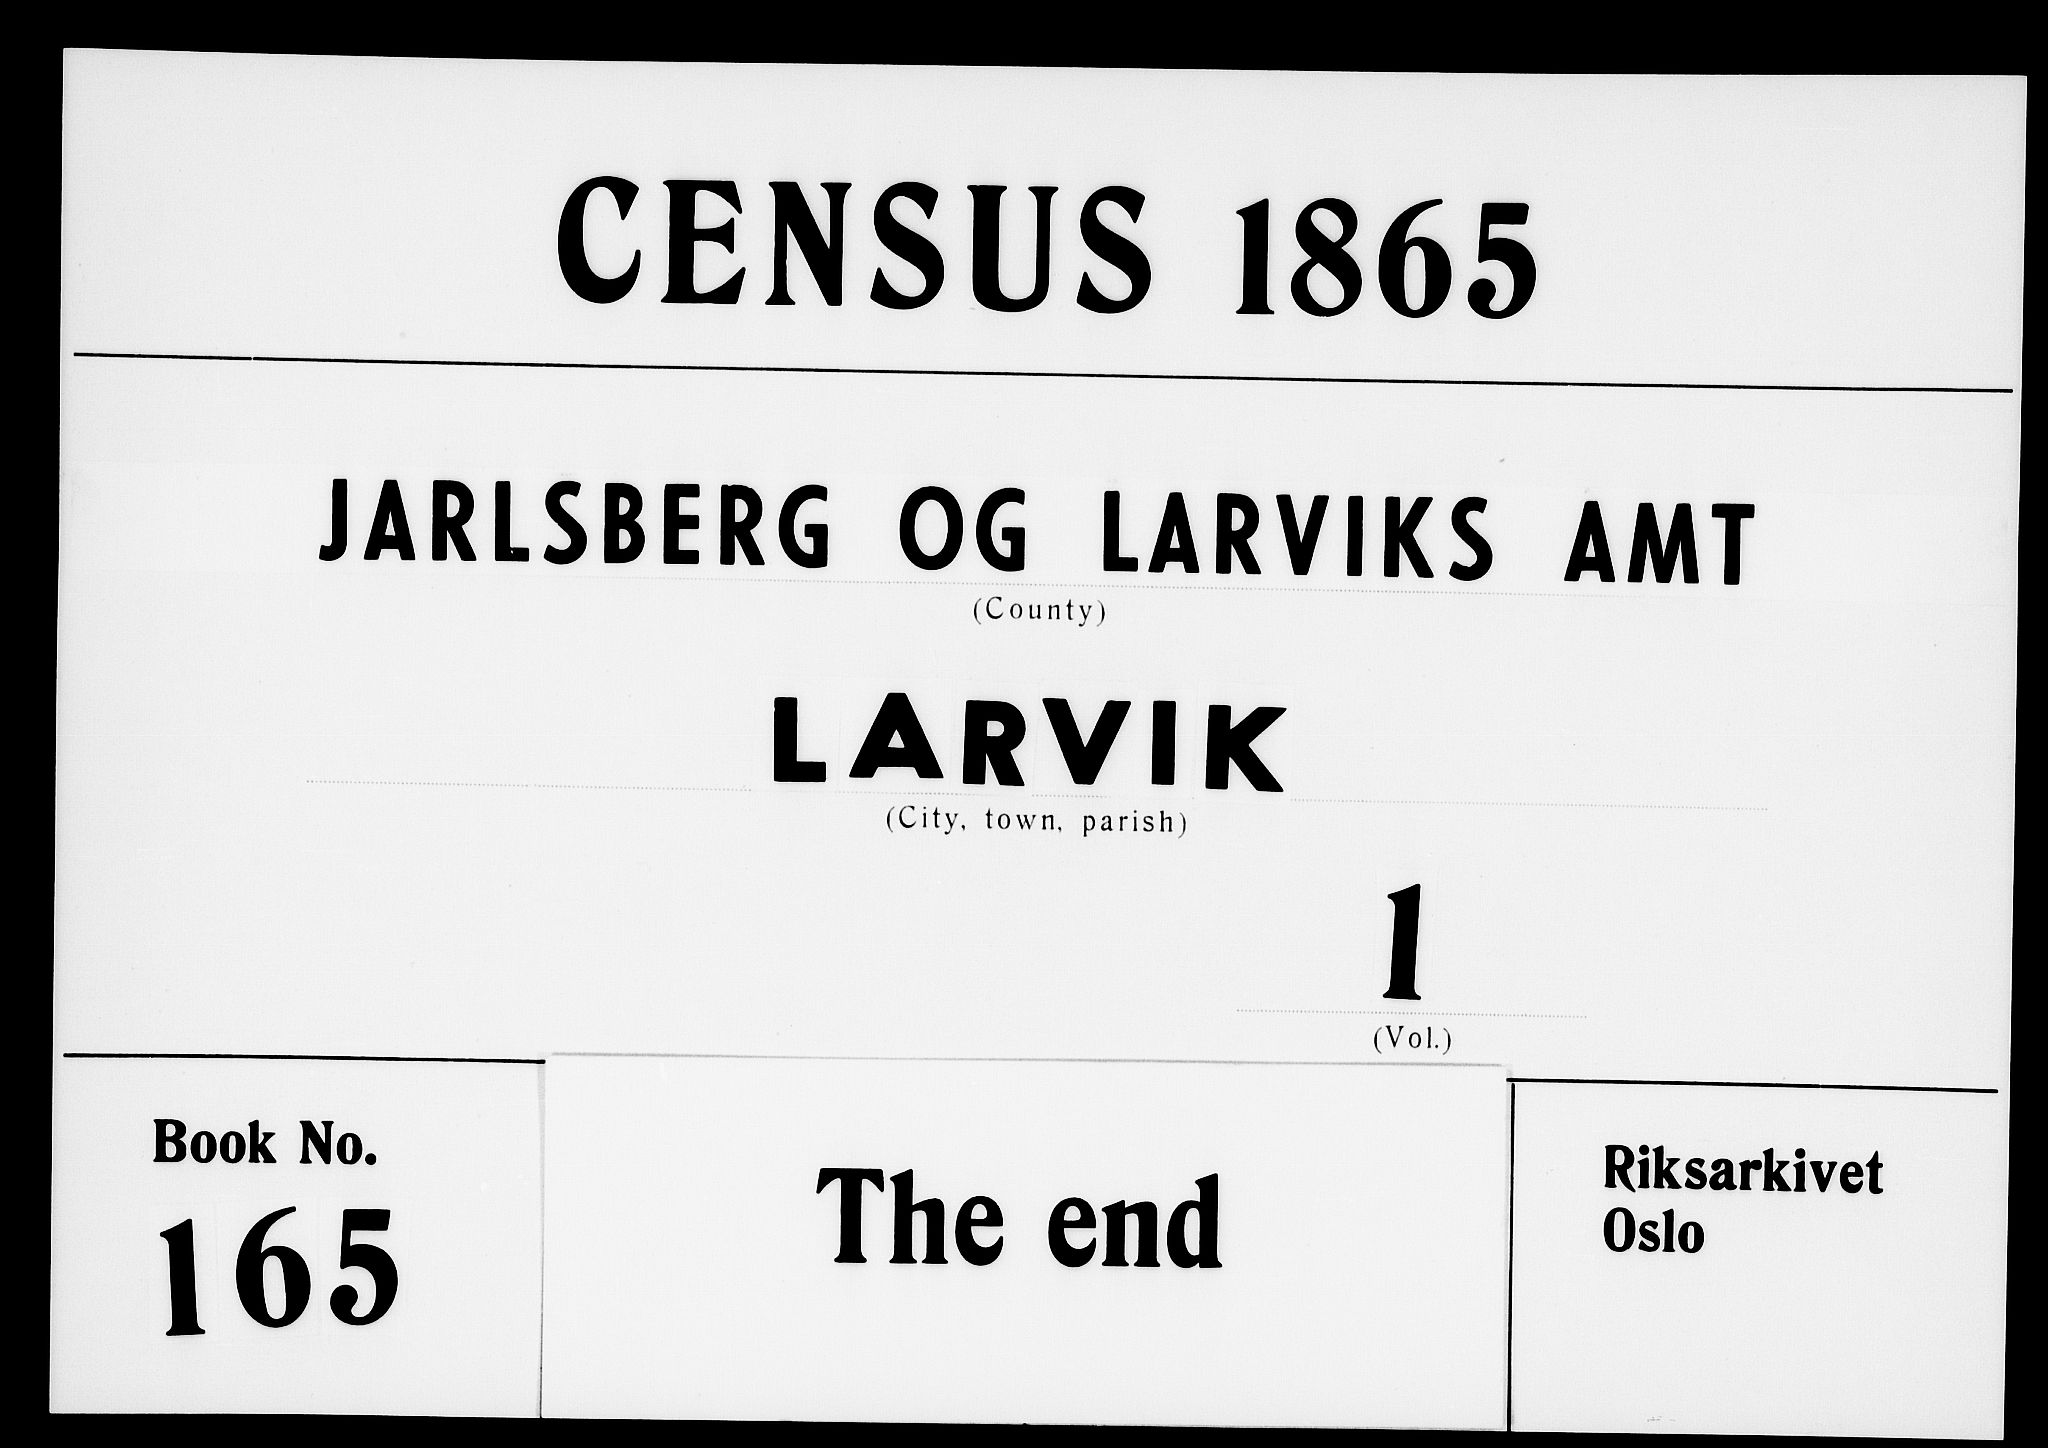 CENSUS 1865
JARLSBERG OG LARVIKS AMT
(County)
LARVIK
(City, town, parish)
1
(Vol.)
Book No.
165
The end
Riksarkivet
Oslo